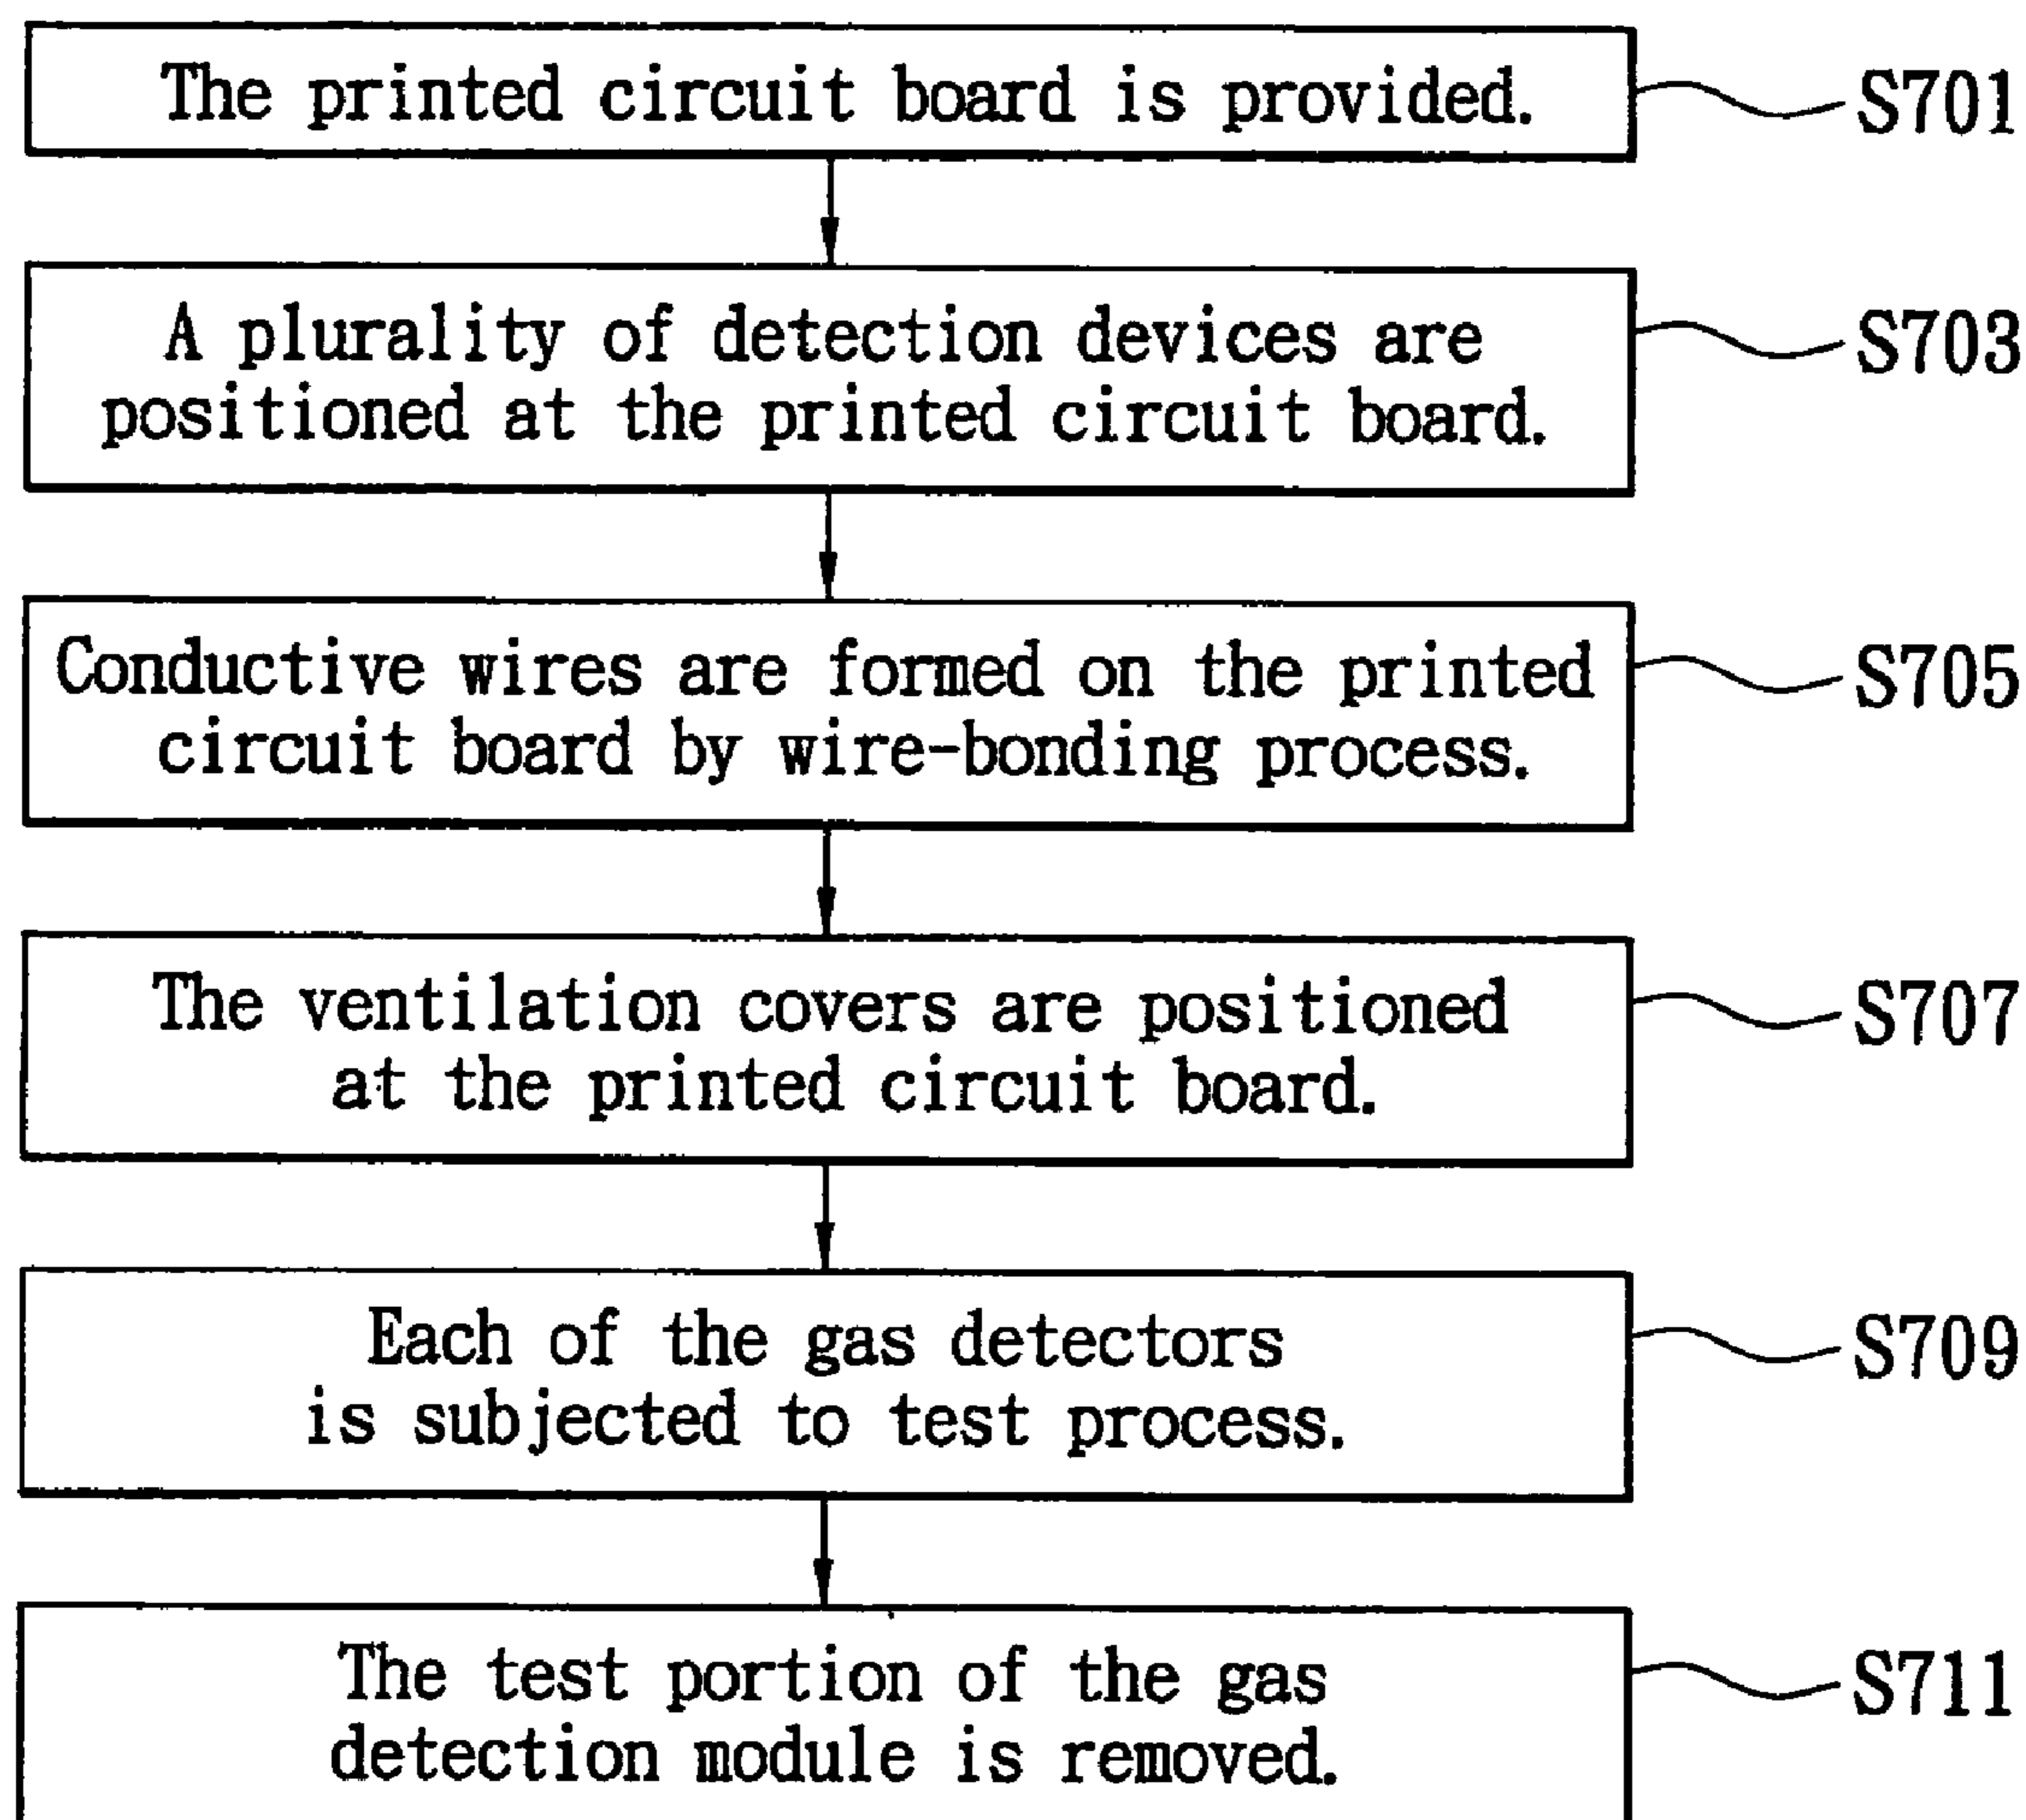 The printed circuit board is provided.
S701
A plurality of detection devices are
positioned at the printed circuit board.
S703
Conductive wires are formed on the printed
circuit board by wire-bonding process.
S705
The ventilation covers are positioned
at the printed circuit board.
S707
Each of the gas detectors
is subjected to test process.
S709
The test portion of the gas
detection module is removed.
S711